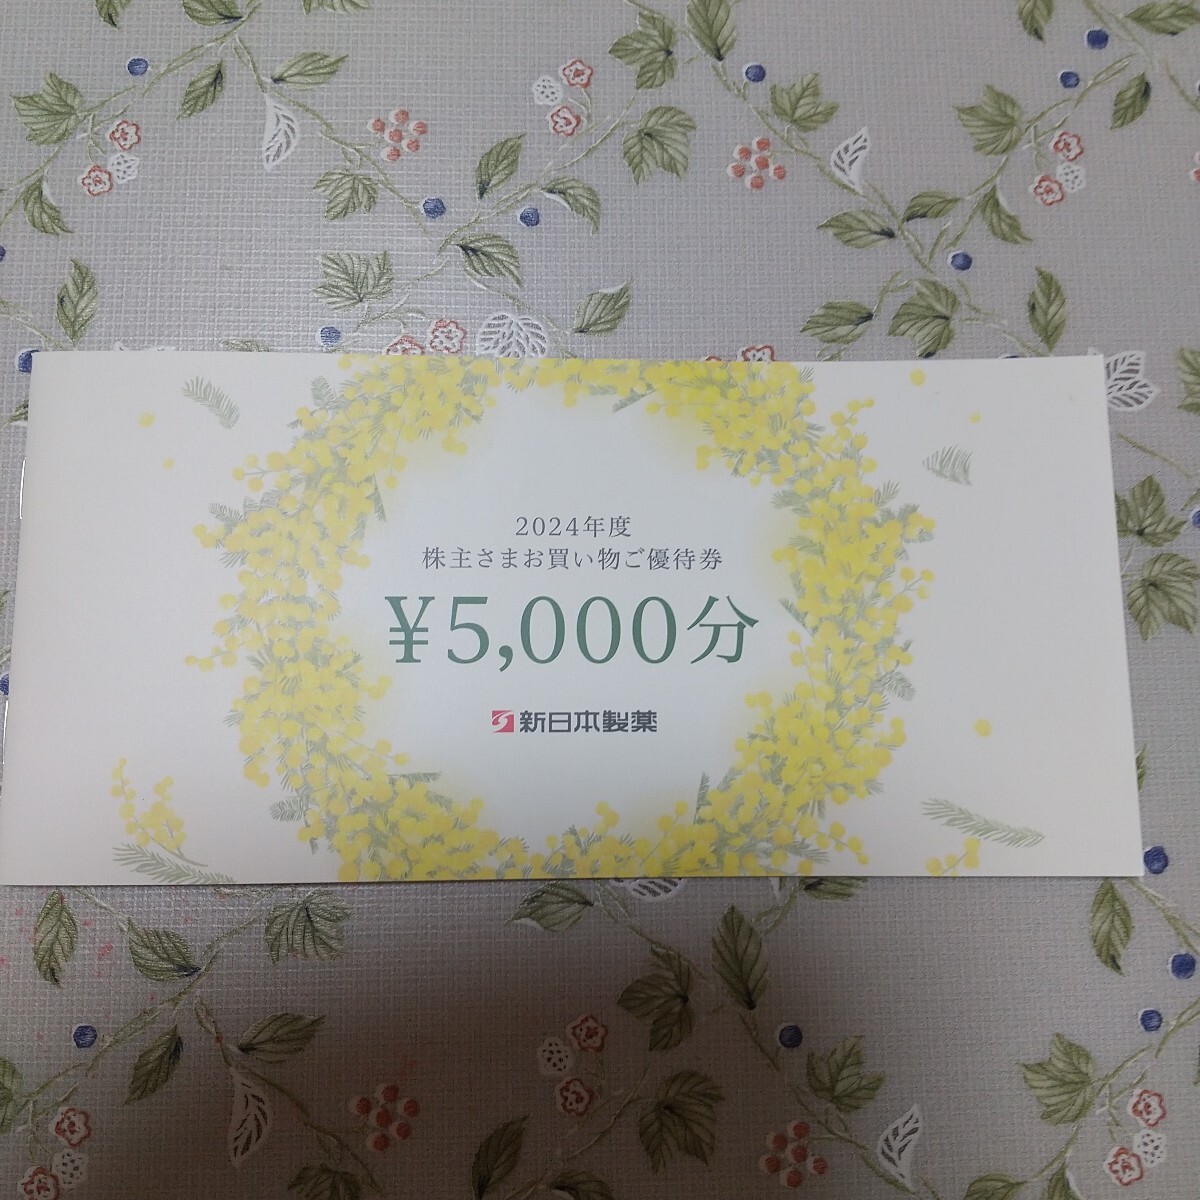 2024年度
株主さまお買い物ご優待券
¥5,000分
新日本製薬